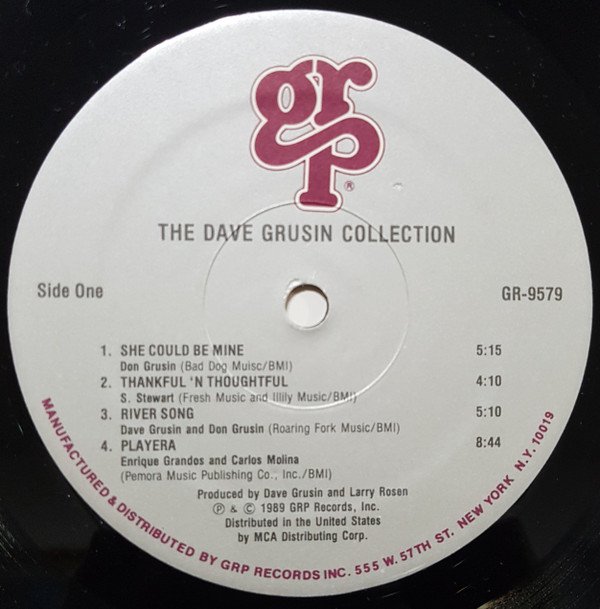 grp
®
THE DAVE GRUSIN COLLECTION
Side One
GR-9579
1. SHE COULD BE MINE 5:15
Don Grusin (Bad Dog Muisc/BMI)
2. THANKFUL 'N THOUGHTFUL 4:10
S. Stewart (Fresh Music and Illily Music/BMI)
3. RIVER SONG 5:10
Dave Grusin and Don Grusin (Roaring Fork Music/BMI)
4. PLAYERA 8:44
Enrique Grandos and Carlos Molina
(Pemora Music Publishing Co., Inc./BMI)
Produced by Dave Grusin and Larry Rosen
℗ & © 1989 GRP Records, Inc.
Distributed in the United States
by MCA Distributing Corp.
MANUFACTURED & DISTRIBUTED BY GRP RECORDS INC. 555 W. 57TH ST. NEW YORK N.Y. 10019